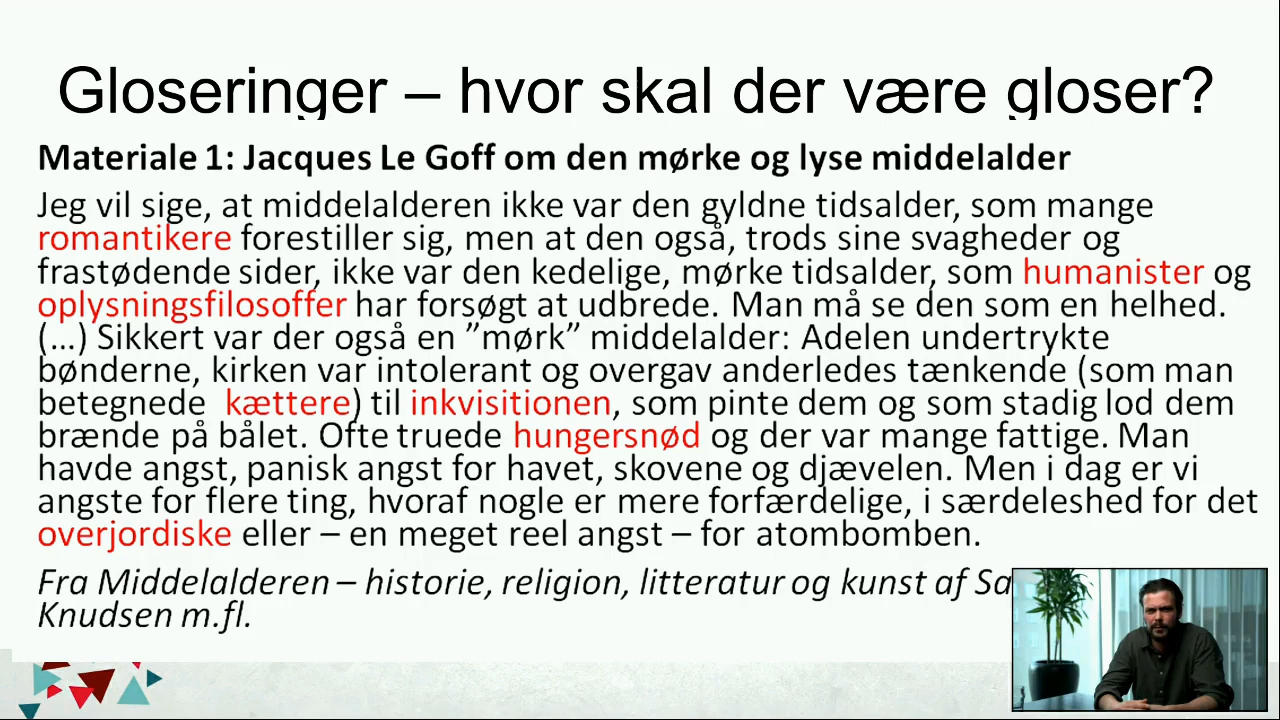 Gloseringer – hvor skal der være gloser?
Materiale 1: Jacques Le Goff om den mørke og lyse middelalder
Jeg vil sige, at middelalderen ikke var den gyldne tidsalder, som mange
romantikere forestiller sig, men at den også, trods sine svagheder og
frastødende sider, ikke var den kedelige, mørke tidsalder, som humanister og
oplysningsfilosoffer har forsøgt at udbrede. Man må se den som en helhed.
(…) Sikkert var der også en ”mørk” middelalder: Adelen undertrykte
bønderne, kirken var intolerant og overgav anderledes tænkende (som man
betegnede kættere) til inkvisitionen, som pinte dem og som stadig lod dem
brænde på bålet. Ofte truede hungersnød og der var mange fattige. Man
havde angst, panisk angst for havet, skovene og djævelen. Men i dag er vi
angste for flere ting, hvoraf nogle er mere forfærdelige, i særdeleshed for det
overjordiske eller – en meget reel angst – for atombomben.
Fra Middelalderen – historie, religion, litteratur og kunst af Sa
Knudsen m.fl.